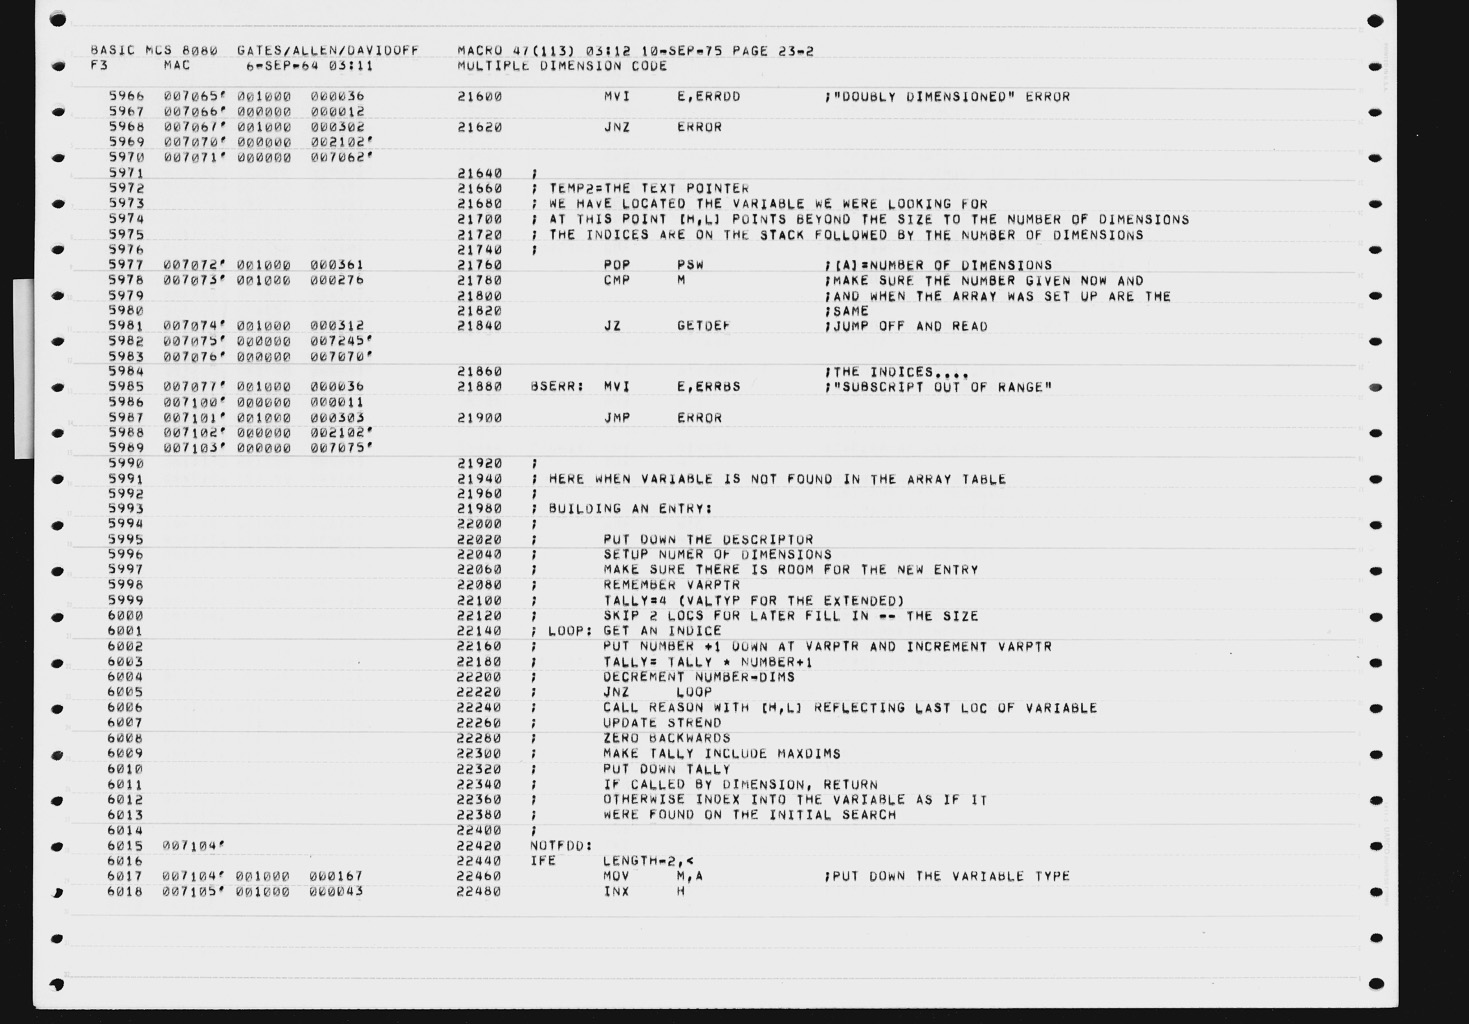 BASIC MCS 8080   GATES/ALLEN/DAVIDOFF     MACRO 47(113) 03:12 10-SEP-75 PAGE 23-2
F3      MAC      6-SEP-64 03:11          MULTIPLE DIMENSION CODE
5966  007065' 001000  000036          21600           MVI     E,ERRDD         ;"DOUBLY DIMENSIONED" ERROR
5967  007066' 000000  000012
5968  007067' 001000  000302          21620           JNZ     ERROR
5969  007070' 000000  002102'
5970  007071' 000000  007062'
5971                                  21640   ;
5972                                  21660   ; TEMP2=THE TEXT POINTER
5973                                  21680   ; WE HAVE LOCATED THE VARIABLE WE WERE LOOKING FOR
5974                                  21700   ; AT THIS POINT [H,L] POINTS BEYOND THE SIZE TO THE NUMBER OF DIMENSIONS
5975                                  21720   ; THE INDICES ARE ON THE STACK FOLLOWED BY THE NUMBER OF DIMENSIONS
5976                                  21740   ;
5977  007072' 001000  000361          21760           POP     PSW             ;[A]=NUMBER OF DIMENSIONS
5978  007073' 001000  000276          21780           CMP     M               ;MAKE SURE THE NUMBER GIVEN NOW AND
5979                                  21800                                   ;AND WHEN THE ARRAY WAS SET UP ARE THE
5980                                  21820                                   ;SAME
5981  007074' 001000  000312          21840           JZ      GETDEF          ;JUMP OFF AND READ
5982  007075' 000000  007245'
5983  007076' 000000  007070'
5984                                  21860                                   ;THE INDICES....
5985  007077' 001000  000036          21880   BSERR:  MVI     E,ERRBS         ;"SUBSCRIPT OUT OF RANGE"
5986  007100' 000000  000011
5987  007101' 001000  000303          21900           JMP     ERROR
5988  007102' 000000  002102'
5989  007103' 000000  007075'
5990                                  21920   ;
5991                                  21940   ; HERE WHEN VARIABLE IS NOT FOUND IN THE ARRAY TABLE
5992                                  21960   ;
5993                                  21980   ; BUILDING AN ENTRY:
5994                                  22000   ;
5995                                  22020   ;       PUT DOWN THE DESCRIPTOR
5996                                  22040   ;       SETUP NUMER OF DIMENSIONS
5997                                  22060   ;       MAKE SURE THERE IS ROOM FOR THE NEW ENTRY
5998                                  22080   ;       REMEMBER VARPTR
5999                                  22100   ;       TALLY=4 (VALTYP FOR THE EXTENDED)
6000                                  22120   ;       SKIP 2 LOCS FOR LATER FILL IN -- THE SIZE
6001                                  22140   ; LOOP: GET AN INDICE
6002                                  22160   ;       PUT NUMBER +1 DOWN AT VARPTR AND INCREMENT VARPTR
6003                                  22180   ;       TALLY= TALLY * NUMBER+1
6004                                  22200   ;       DECREMENT NUMBER-DIMS
6005                                  22220   ;       JNZ     LOOP
6006                                  22240   ;       CALL REASON WITH [H,L] REFLECTING LAST LOC OF VARIABLE
6007                                  22260   ;       UPDATE STREND
6008                                  22280   ;       ZERO BACKWARDS
6009                                  22300   ;       MAKE TALLY INCLUDE MAXDIMS
6010                                  22320   ;       PUT DOWN TALLY
6011                                  22340   ;       IF CALLED BY DIMENSION, RETURN
6012                                  22360   ;       OTHERWISE INDEX INTO THE VARIABLE AS IF IT
6013                                  22380   ;       WERE FOUND ON THE INITIAL SEARCH
6014                                  22400   ;
6015  007104'                         22420   NOTFDD:
6016                                  22440   IFE     LENGTH-2,<
6017  007104' 001000  000167          22460           MOV     M,A             ;PUT DOWN THE VARIABLE TYPE
6018  007105' 001000  000043          22480           INX     H